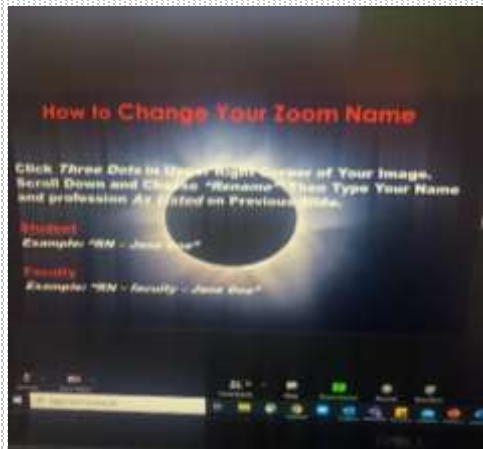 How to Change Your Zoom Name
Click Three Dots in Upper Right Corner of Your Image.
Scroll Down and Choose "Rename" Then Type Your Name
and profession As Listed on Previous Slide.
Student
Example: "RN - Jane Doe"
Faculty
Example: "RN - faculty - Jane Doe"